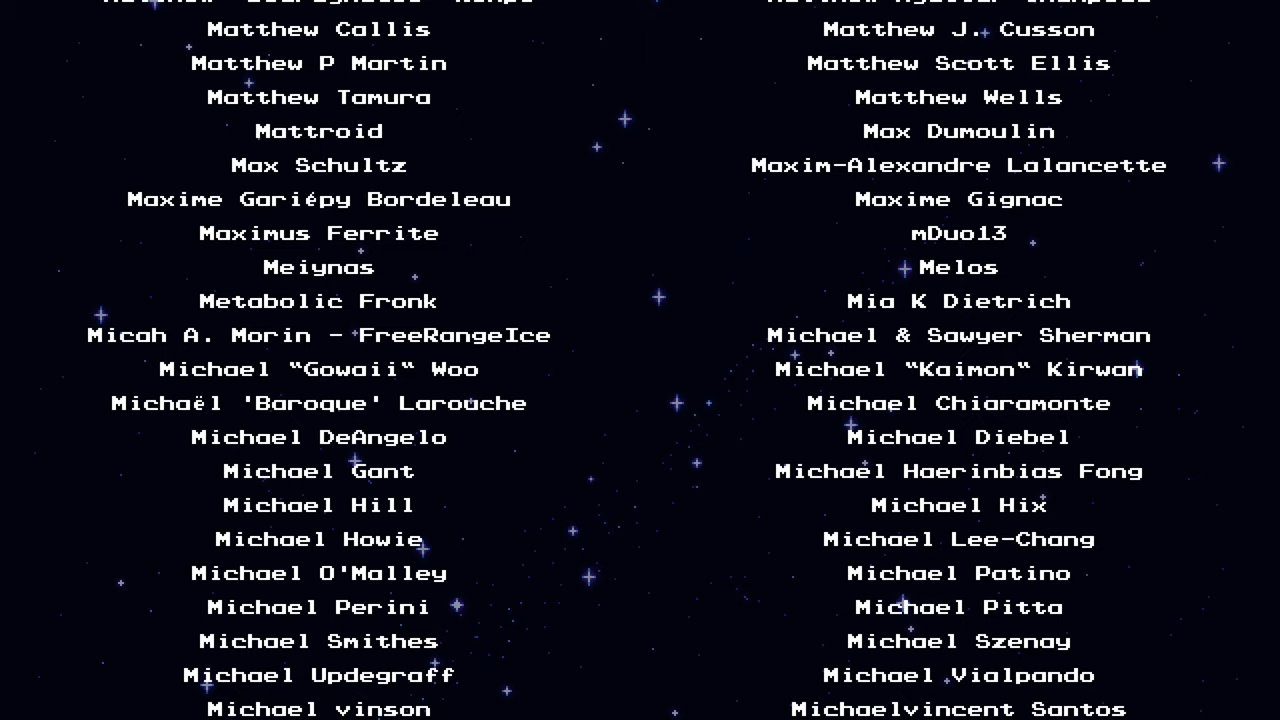 Matthew Callis
Matthew J. Cusson
Matthew P Martin
Matthew Scott Ellis
Matthew Tamura
Matthew Wells
Mattroid
Max Dumoulin
Max Schultz
Maxim-Alexandre Lalancette
Maxime Gariépy Bordeleau
Maxime Gignac
Maximus Ferrite
mDuo13
Meiynas
Melos
Metabolic Fronk
Mia K Dietrich
Micah A. Morin - FreeRangeIce
Michael & Sawyer Sherman
Michael "Gowaii" Woo
Michael "Kaimon" Kirwan
Michaël 'Baroque' Larouche
Michael Chiaramonte
Michael DeAngelo
Michael Diebel
Michael Gant
Michael Haerinbias Fong
Michael Hill
Michael Hix
Michael Howie
Michael Lee-Chang
Michael O'Malley
Michael Patino
Michael Perini
Michael Pitta
Michael Smithes
Michael Szenay
Michael Updegraff
Michael Vialpando
Michael vinson
Michaelvincent Santos